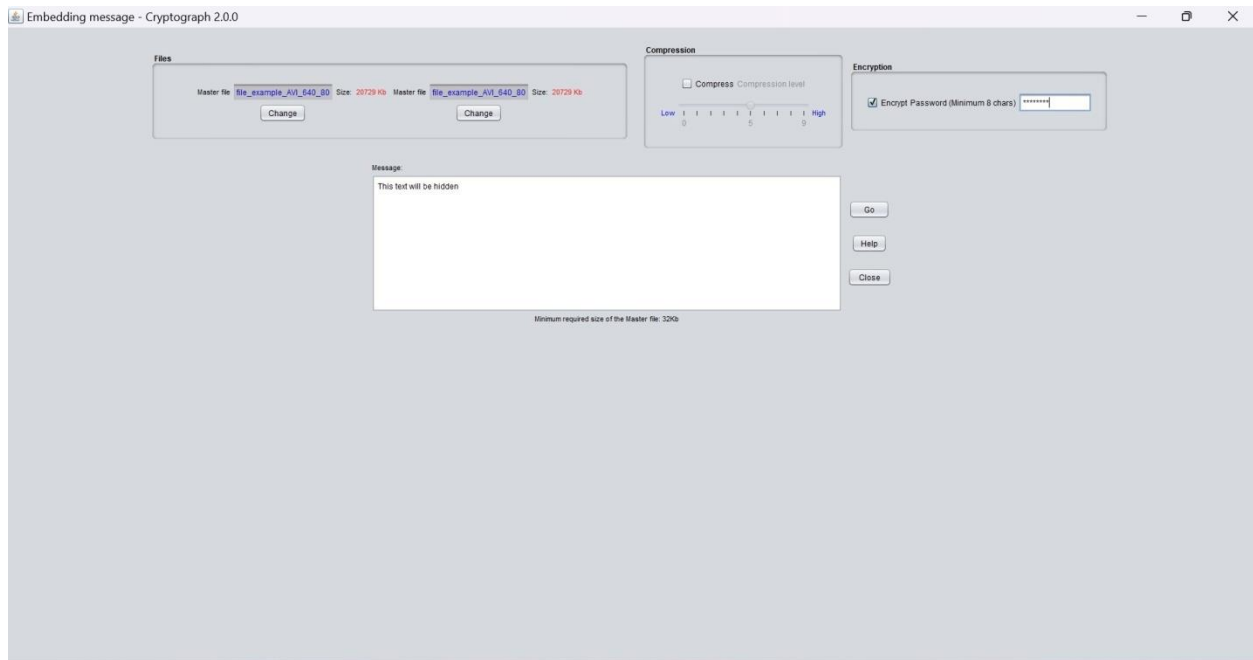 Embedding message - Cryptograph 2.0.0
Files
Master file file_example_AVI_640_80 Size: 20729 Kb Master file file_example_AVI_640_80 Size: 20729 Kb
Change Change
Compression
Compress Compression level
Low High
0 5 9
Encryption
Encrypt Password (Minimum 8 chars) ********
Message:
This text will be hidden
Go
Help
Close
Minimum required size of the Master file: 32Kb